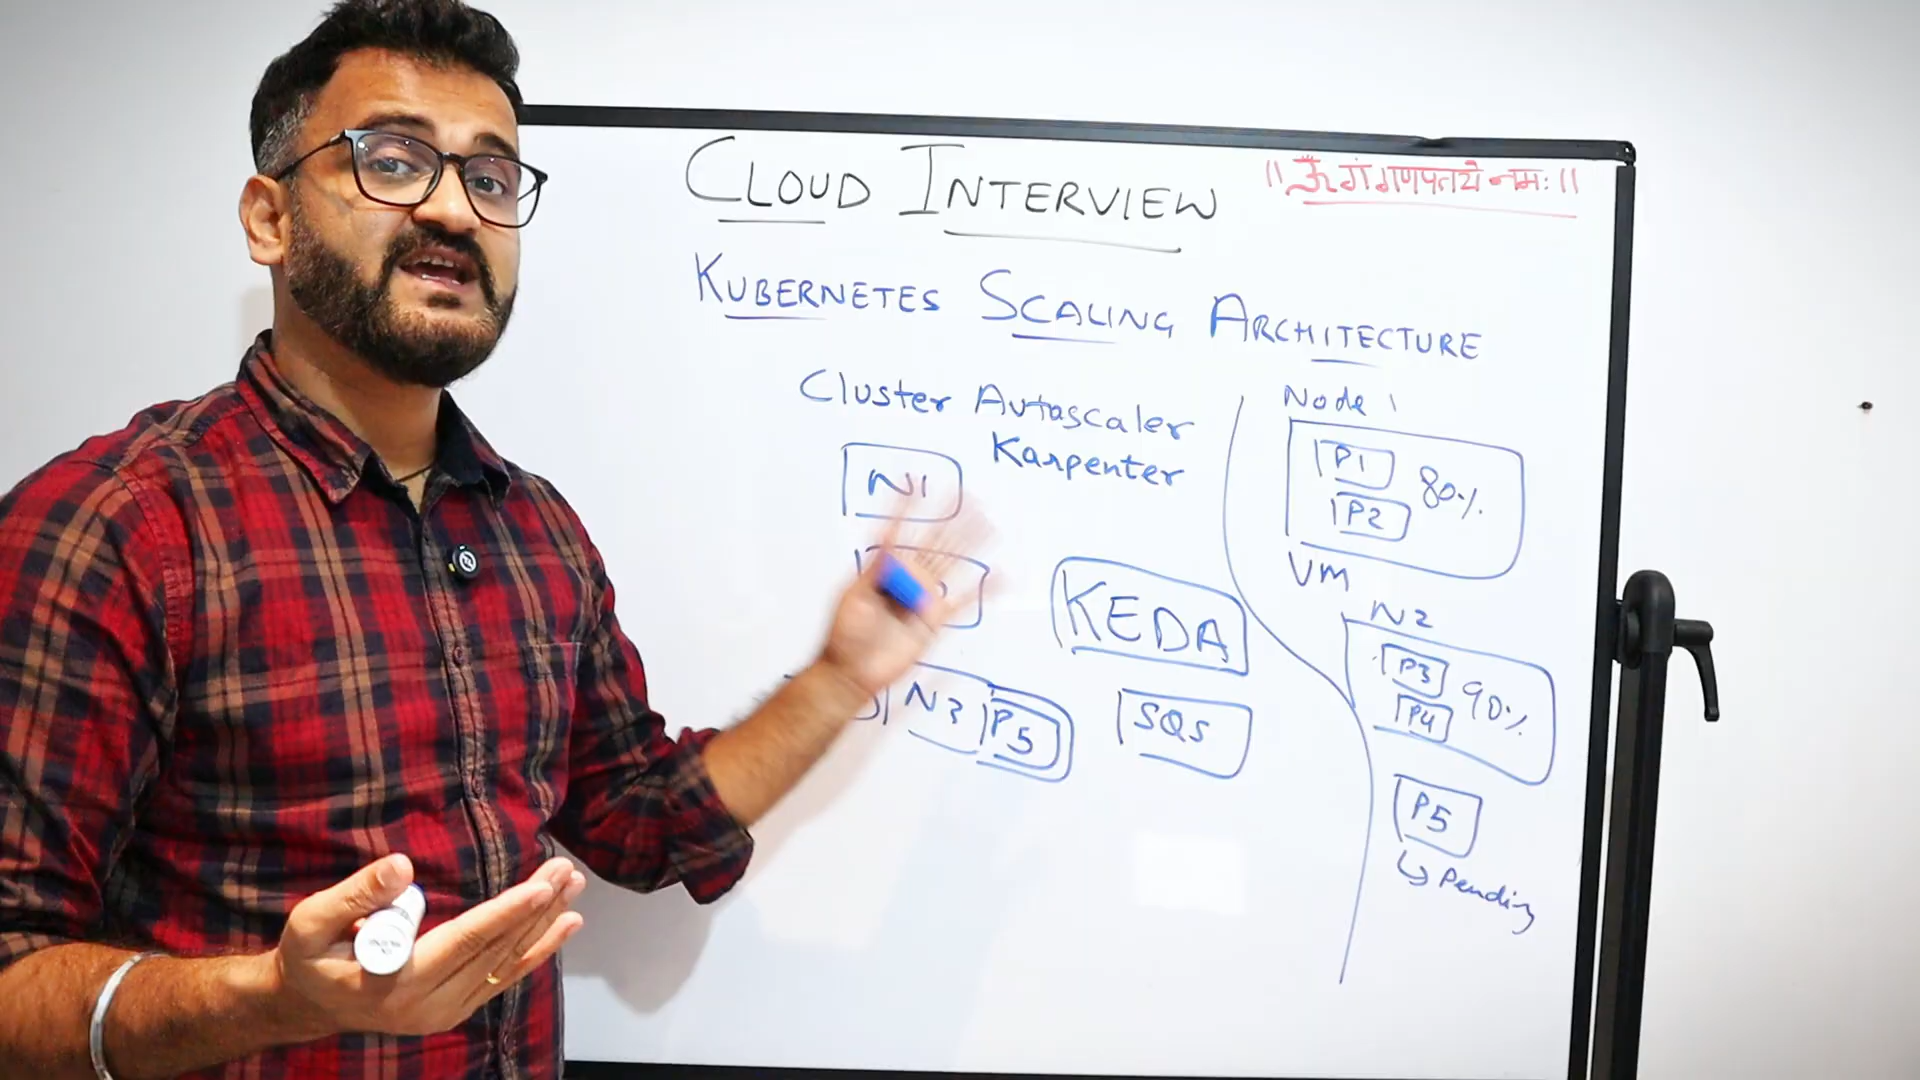 CLOUD INTERVIEW
॥ ॐ गं गणपतये नमः ॥
KUBERNETES SCALING ARCHITECTURE
Cluster Autoscaler
Karpenter
N1
KEDA
N3
P5
SQS
Node 1
P1
P2
80%
VM
N2
P3
P4
90%
P5
↳ Pending